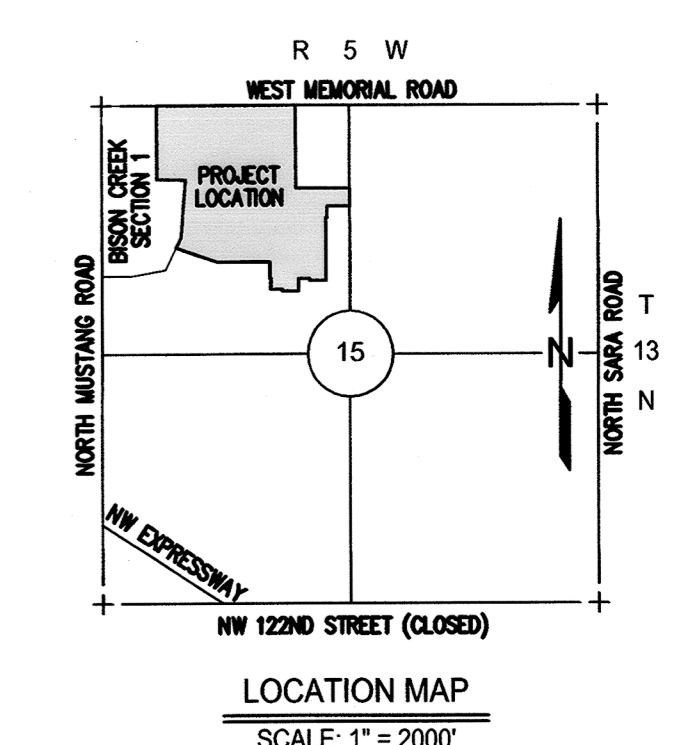 R 5 W
WEST MEMORIAL ROAD
BISON CREEK
SECTION 1
PROJECT
LOCATION
NORTH MUSTANG ROAD
15
N
NORTH SARA ROAD
T
13
N
NW EXPRESSWAY
NW 122ND STREET (CLOSED)
LOCATION MAP
SCALE: 1" = 2000'